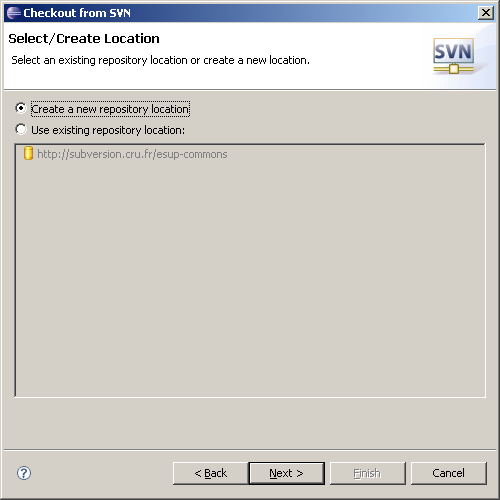 Checkout from SVN
Select/Create Location
Select an existing repository location or create a new location.
SVN
Create a new repository location
Use existing repository location:
http://subversion.cru.fr/esup-commons
?
< Back
Next >
Finish
Cancel